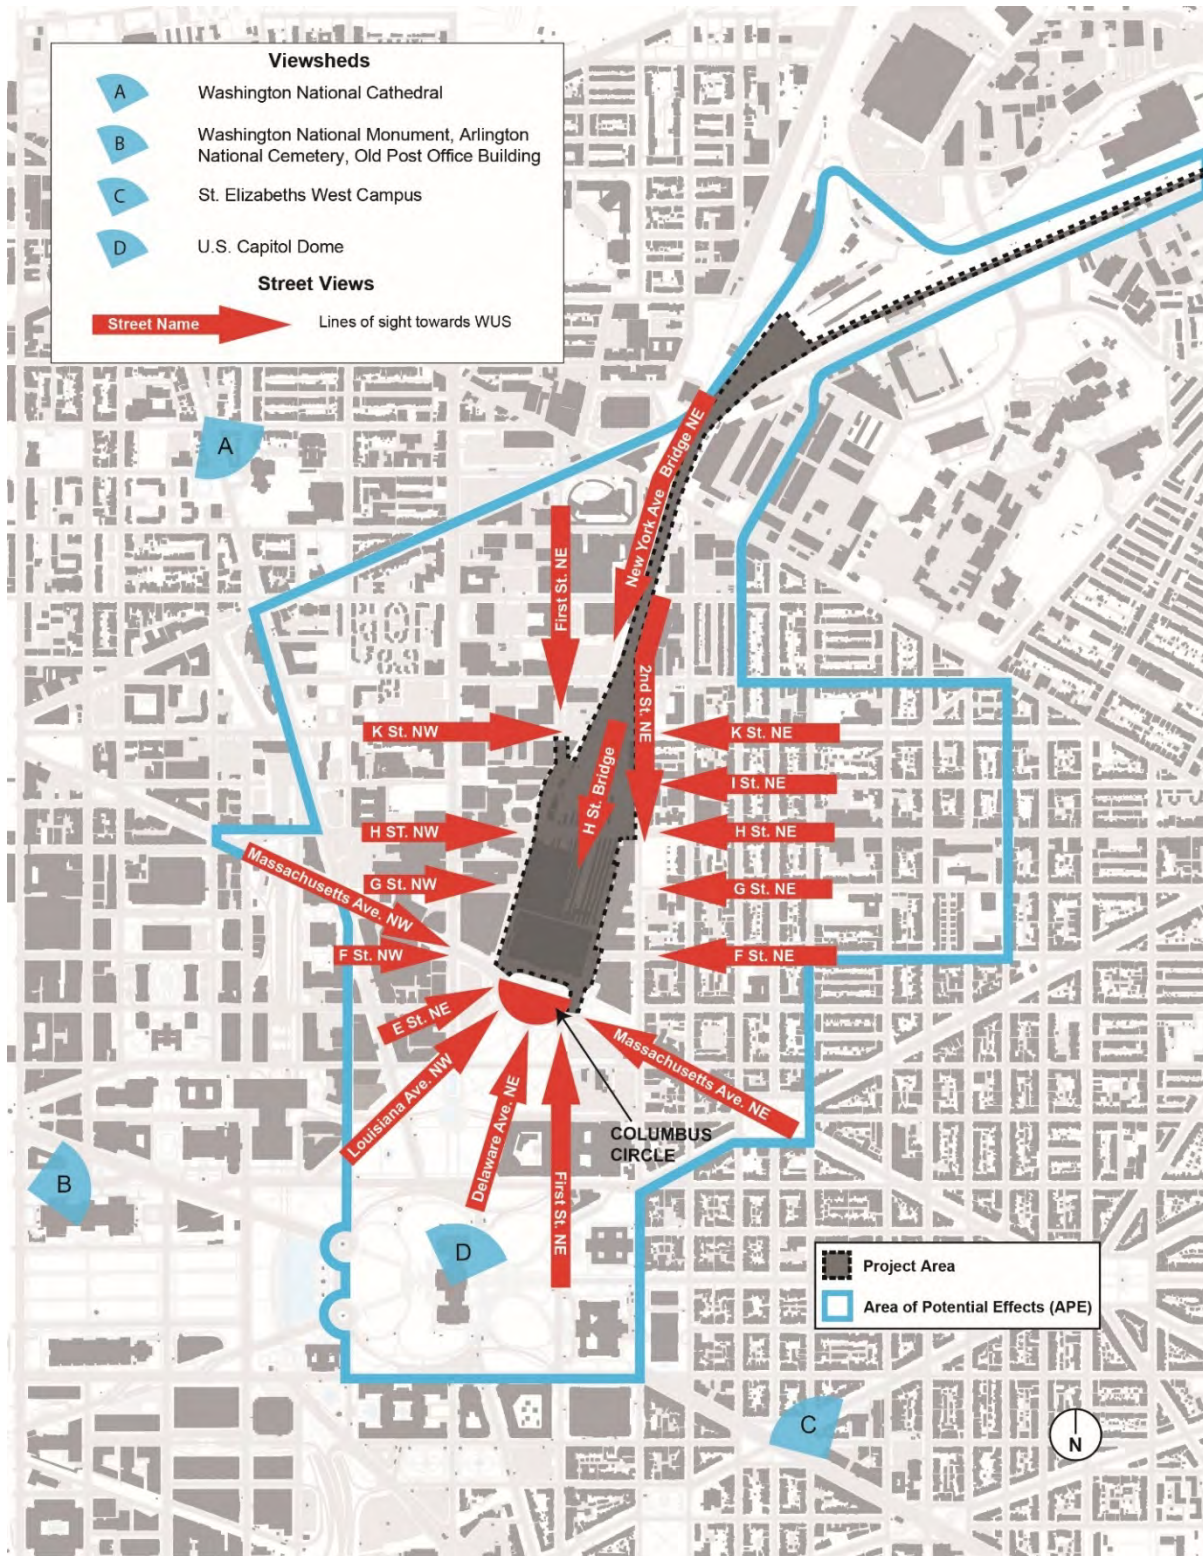 Viewsheds
A
Washington National Cathedral
B
Washington National Monument, Arlington
National Cemetery, Old Post Office Building
C
St. Elizabeths West Campus
D
U.S. Capitol Dome
Street Views
Street Name
Lines of sight towards WUS
A
New York Ave Bridge NE
First St. NE
2nd St. NE
K St. NW
K St. NE
H St. Bridge
I St. NE
H ST. NW
H St. NE
Massachusetts Ave. NW
G St. NW
G St. NE
F St. NW
F St. NE
E St. NE
Louisiana Ave. NW
Delaware Ave. NE
First St. NE
Massachusetts Ave. NE
COLUMBUS
CIRCLE
B
D
Project Area
Area of Potential Effects (APE)
C
N